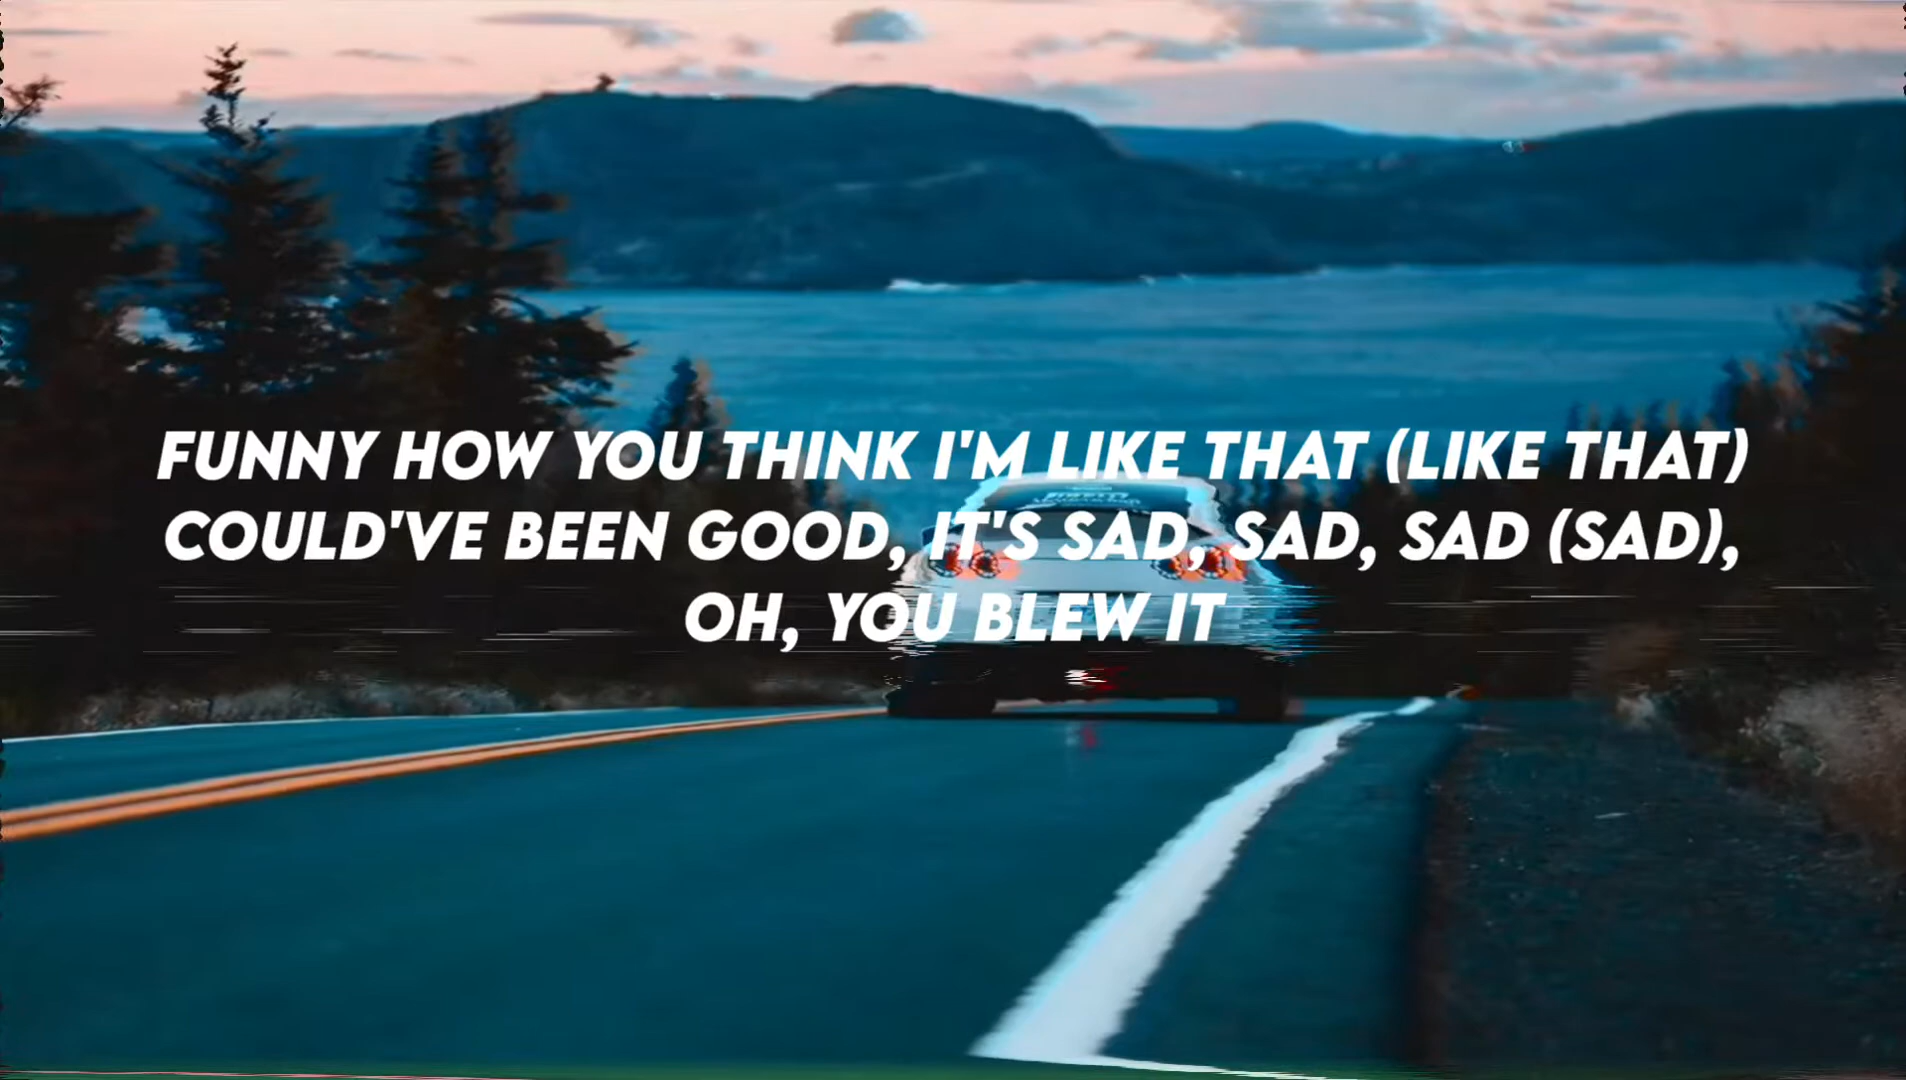 FUNNY HOW YOU THINK I'M LIKE THAT (LIKE THAT)
COULD'VE BEEN GOOD, IT'S SAD, SAD, SAD (SAD),
OH, YOU BLEW IT